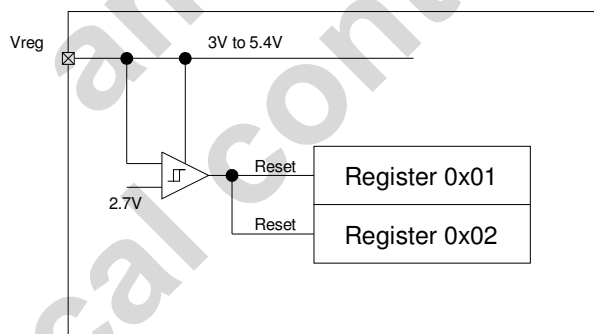 Vreg
3V to 5.4V
Reset
Register 0x01
2.7V
Reset
Register 0x02